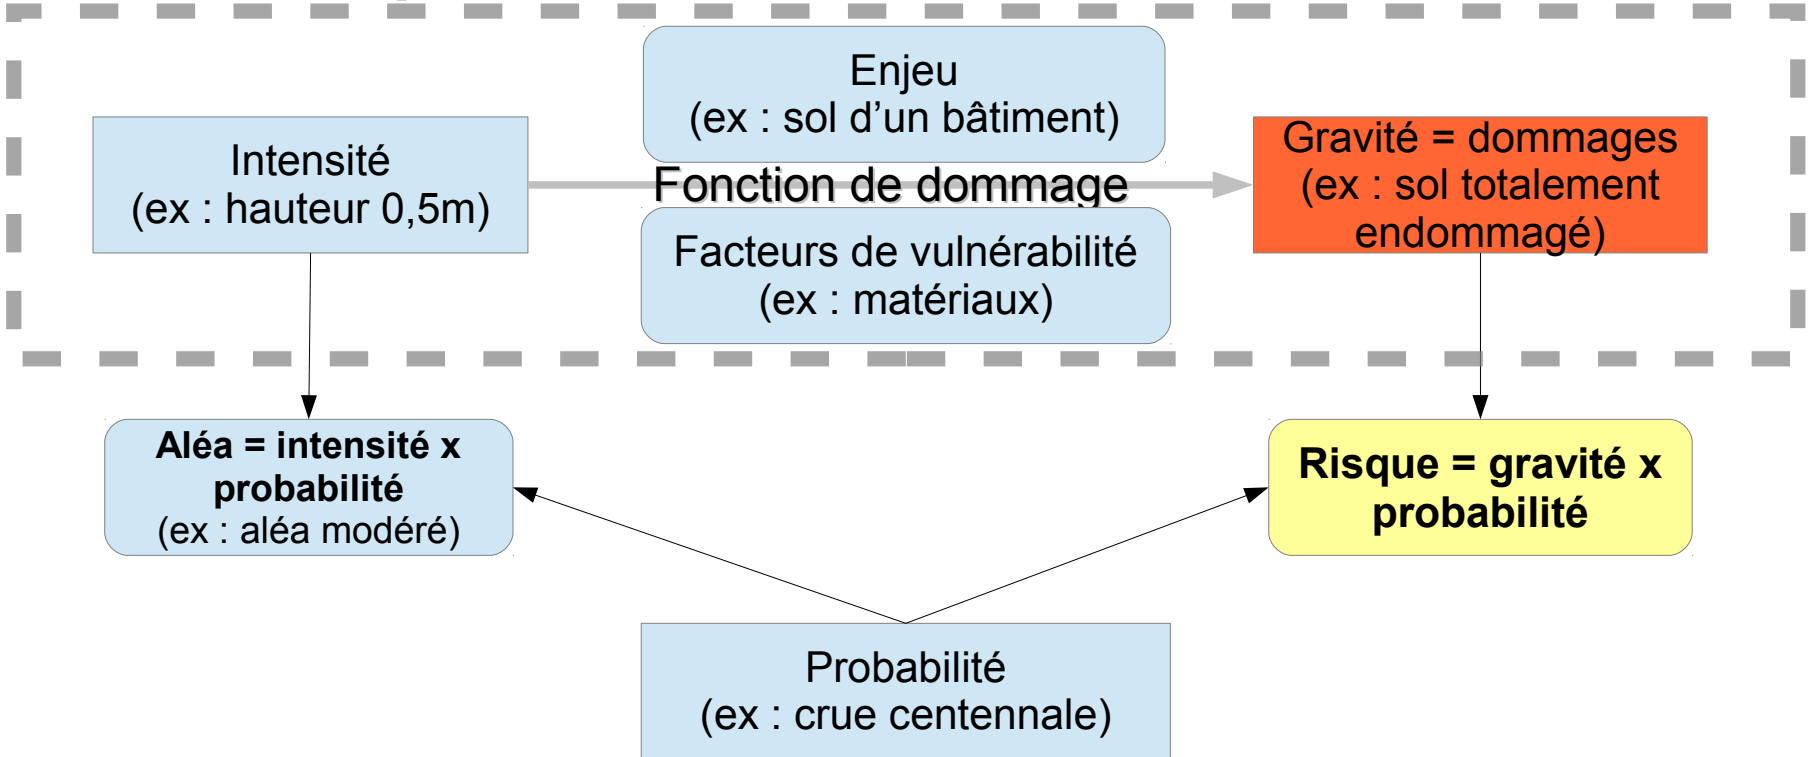 Enjeu
(ex : sol d’un bâtiment)
Intensité
(ex : hauteur 0,5m)
Fonction de dommage
Gravité = dommages
(ex : sol totalement
endommagé)
Facteurs de vulnérabilité
(ex : matériaux)
Aléa = intensité x
probabilité
(ex : aléa modéré)
Risque = gravité x
probabilité
Probabilité
(ex : crue centennale)